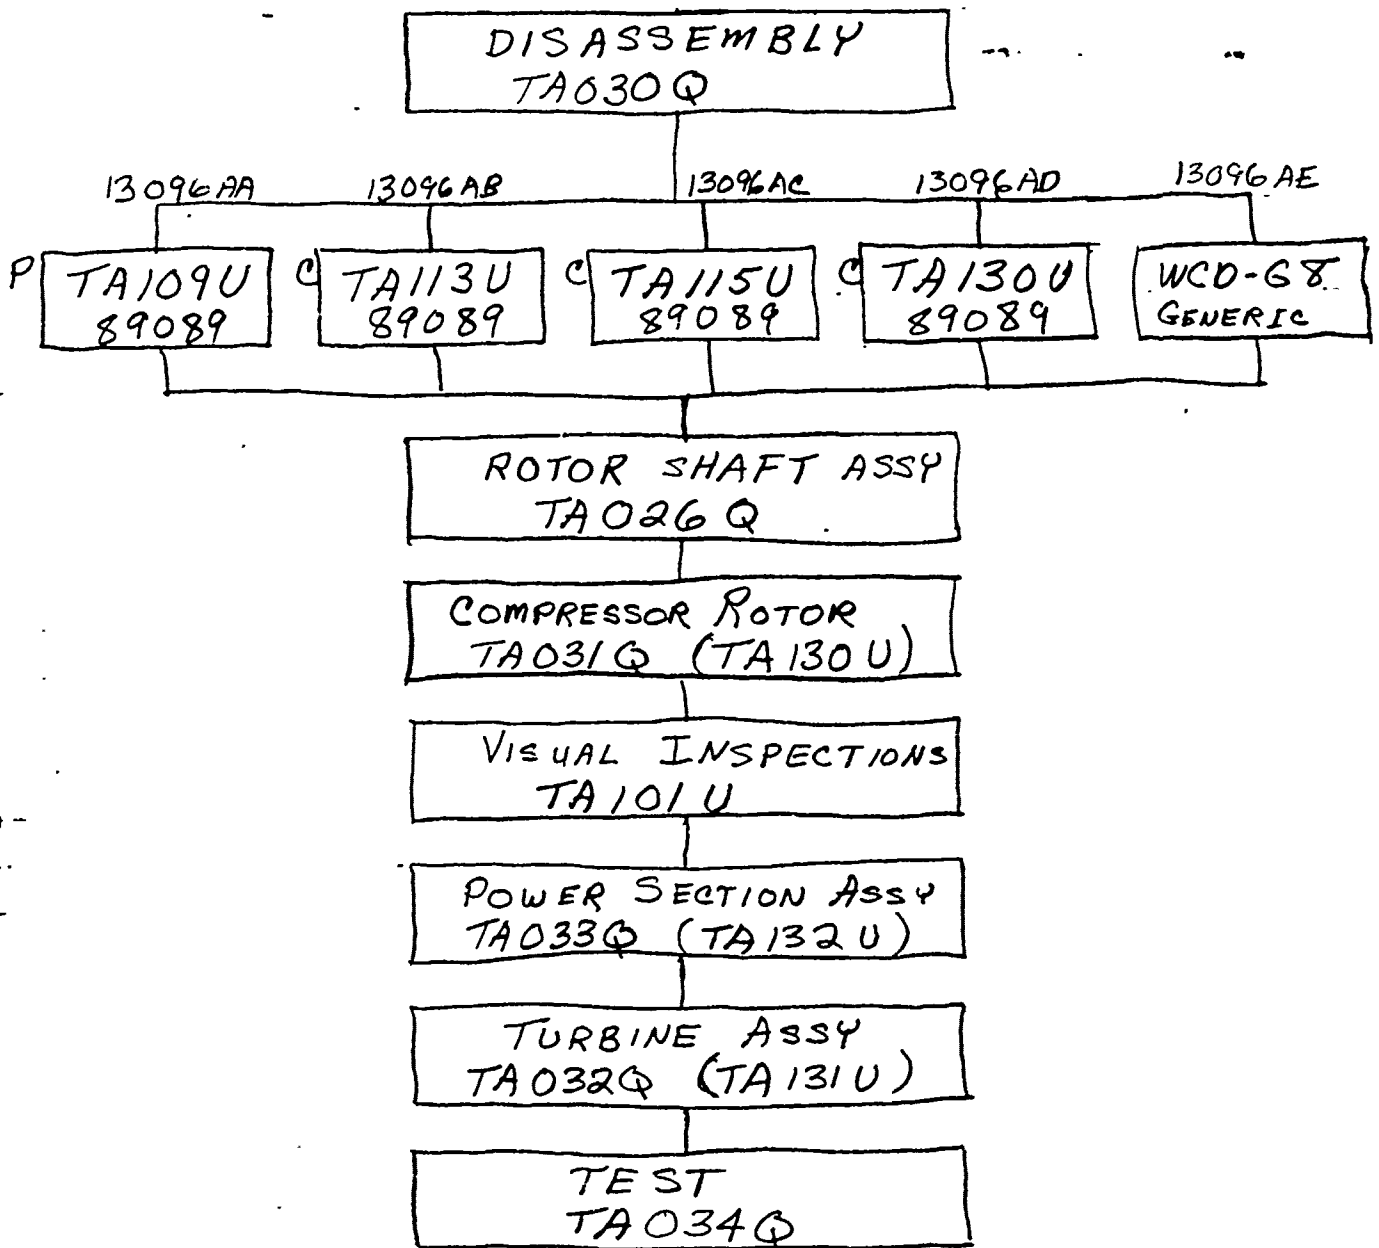 DISASSEMBLY
TA030Q
13096AA 13096AB 13096AC 13096AD 13096AE
P TA109U C TA113U C TA115U C TA130U WCD-G8
89089 89089 89089 89089 GENERIC
ROTOR SHAFT ASSY
TA026Q
COMPRESSOR ROTOR
TA031Q (TA130U)
VISUAL INSPECTIONS
TA101U
POWER SECTION ASSY
TA033Q (TA132U)
TURBINE ASSY
TA032Q (TA131U)
TEST
TA034Q